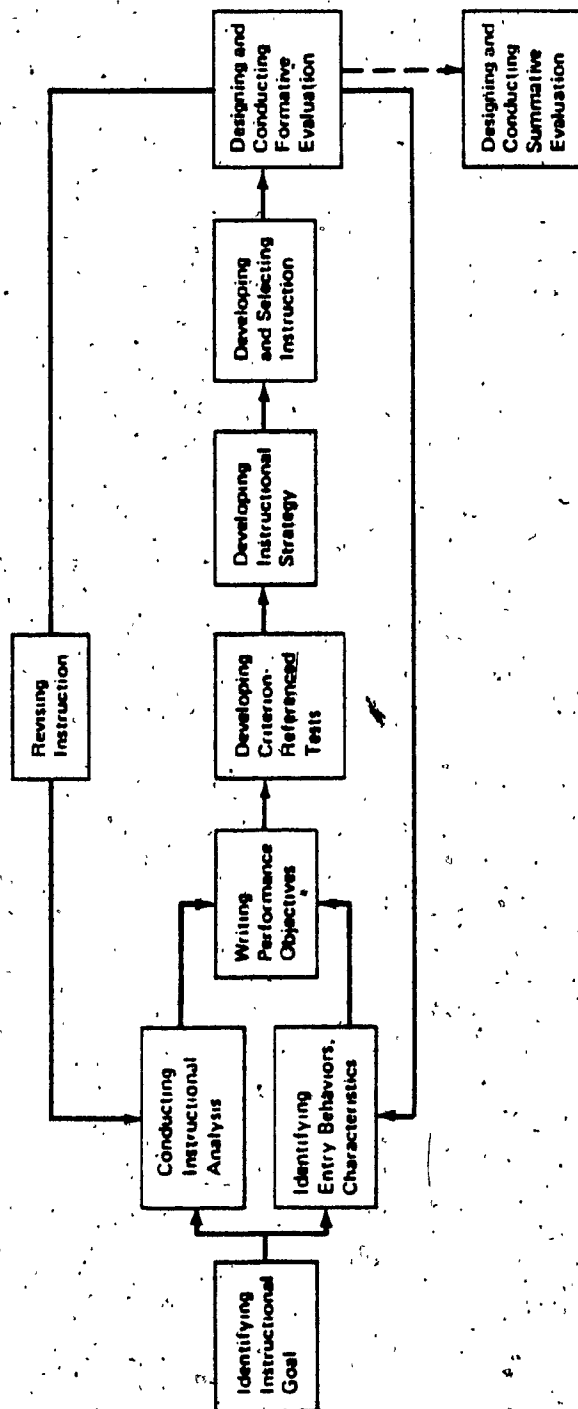 Identifying
Instructional
Goal
Conducting
Instructional
Analysis
Identifying
Entry Behaviors,
Characteristics
Writing
Performance
Objectives
Developing
Criterion-
Referenced
Tests
Developing
Instructional
Strategy
Developing
and Selecting
Instruction
Designing and
Conducting
Formative
Evaluation
Revising
Instruction
Designing and
Conducting
Summative
Evaluation